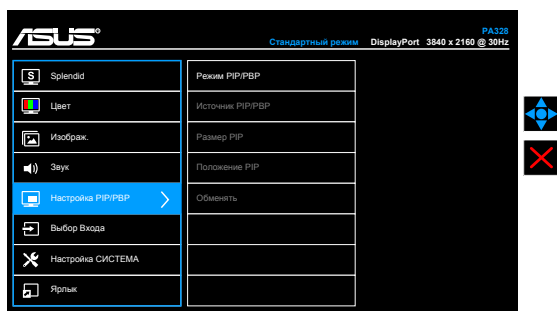 ASUS
PA328
Стандартный режим DisplayPort 3840 x 2160 @ 30Hz
S Splendid
Режим PIP/PBP
Цвет
Источник PIP/PBP
Изображ.
Размер PIP
Звук
Положение PIP
Настройка PIP/PBP
Обменять
Выбор Входа
Настройка СИСТЕМА
Ярлык